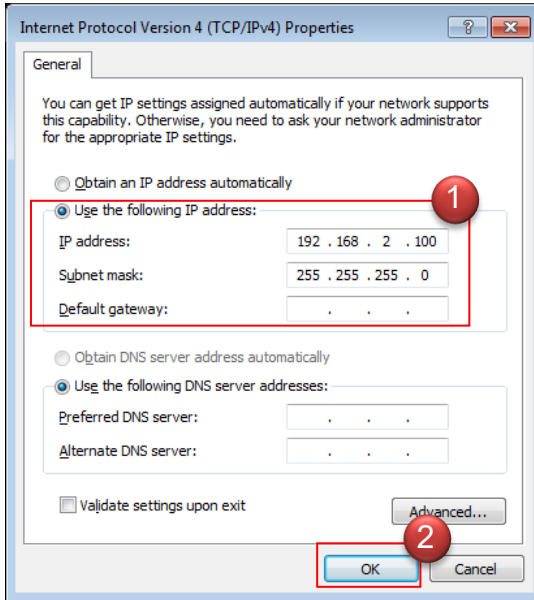 Internet Protocol Version 4 (TCP/IPv4) Properties
General
You can get IP settings assigned automatically if your network supports
this capability. Otherwise, you need to ask your network administrator
for the appropriate IP settings.
Obtain an IP address automatically
1
Use the following IP address:
IP address: 192 . 168 . 2 . 100
Subnet mask: 255 . 255 . 255 . 0
Default gateway: . . .
Obtain DNS server address automatically
Use the following DNS server addresses:
Preferred DNS server: . . .
Alternate DNS server: . . .
Validate settings upon exit
Advanced...
2
OK Cancel